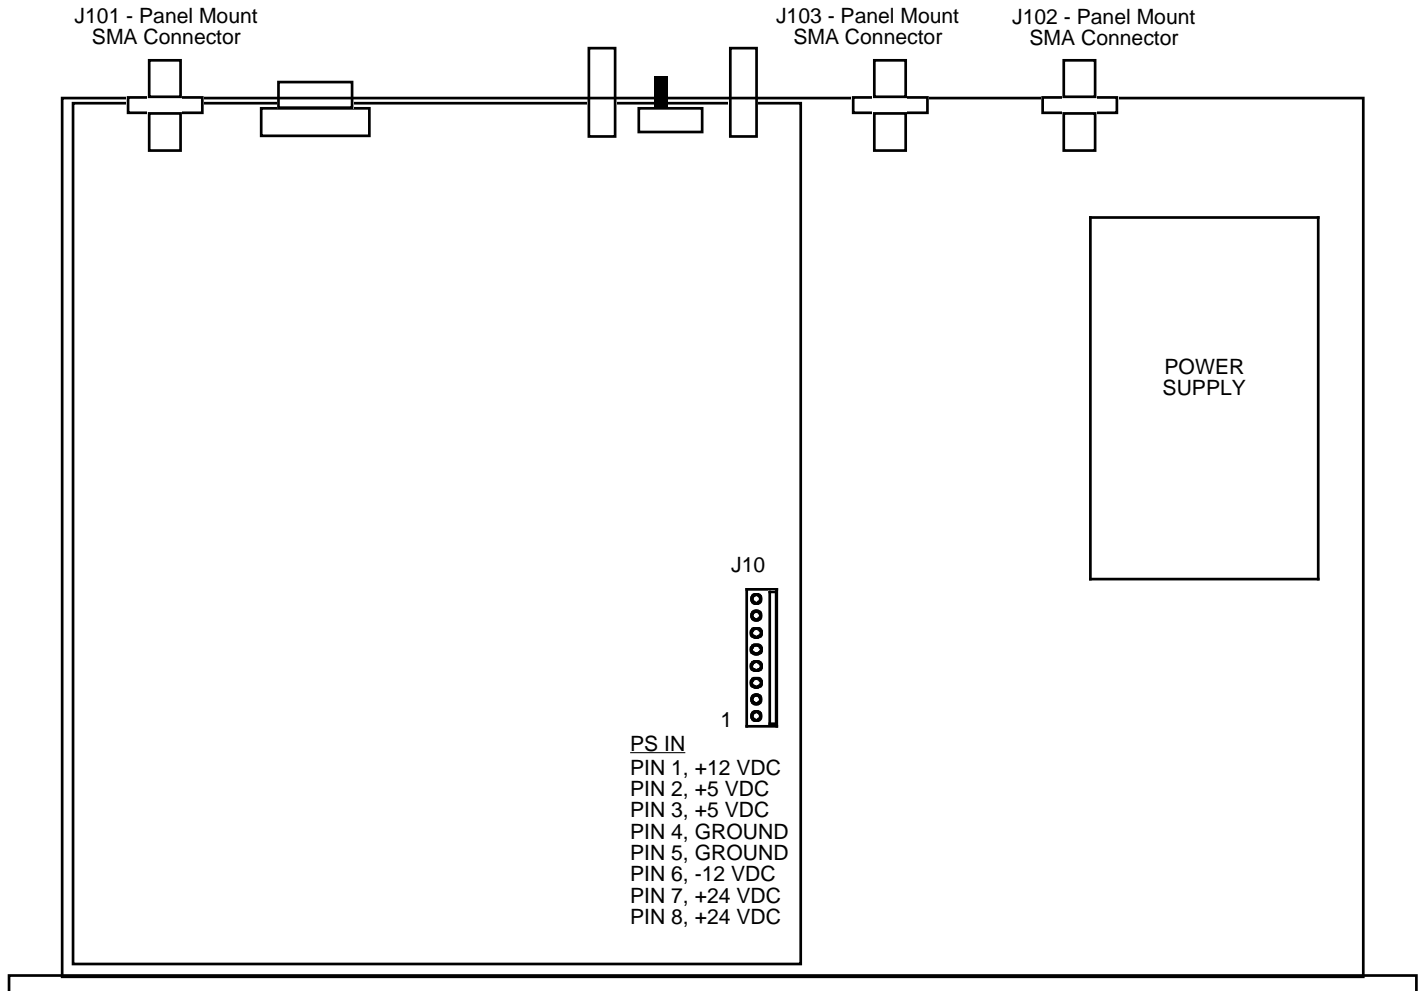 J101 - Panel Mount
SMA Connector
J103 - Panel Mount
SMA Connector
J102 - Panel Mount
SMA Connector
POWER
SUPPLY
J10
1
PS IN
PIN 1, +12 VDC
PIN 2, +5 VDC
PIN 3, +5 VDC
PIN 4, GROUND
PIN 5, GROUND
PIN 6, -12 VDC
PIN 7, +24 VDC
PIN 8, +24 VDC